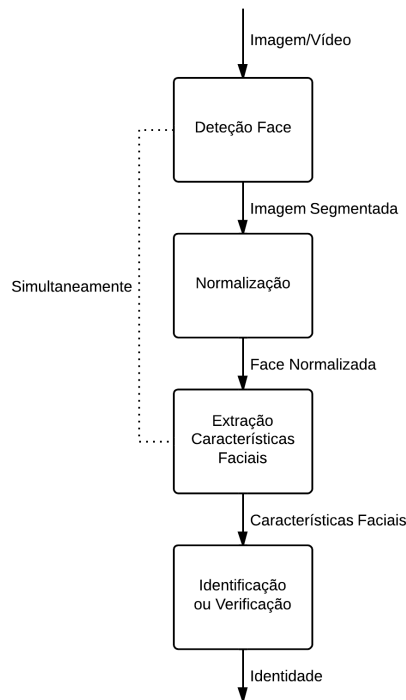 Imagem/Vídeo
Deteção Face
Imagem Segmentada
Normalização
Simultaneamente
Face Normalizada
Extração
Características
Faciais
Características Faciais
Identificação
ou Verificação
Identidade